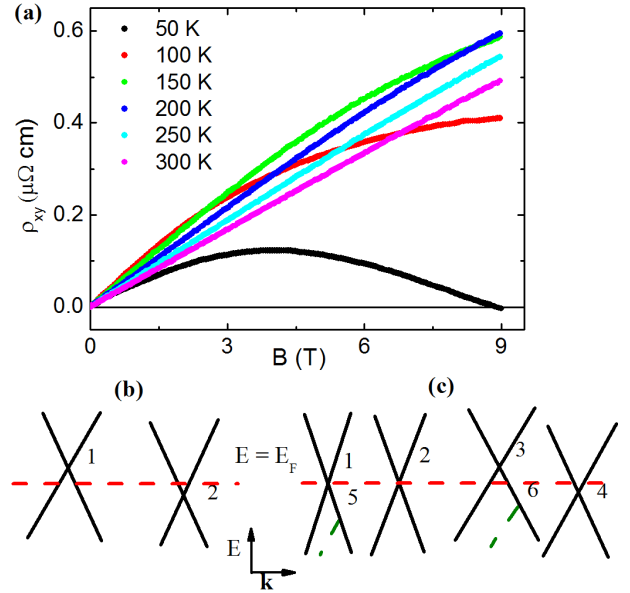 (a)
50 K
100 K
150 K
200 K
250 K
300 K
0.6
0.4
0.2
0.0
ρxy (μΩ cm)
0 3 6 9
B (T)
(b) (c)
1
2
E = EF
1 2 3 4
5 6
E
k